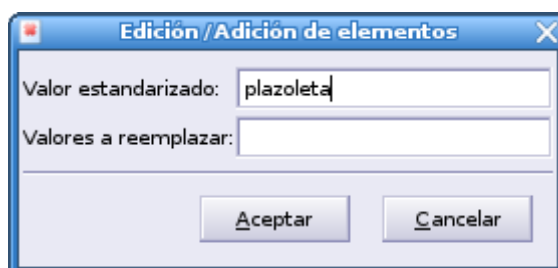 Edición /Adición de elementos
Valor estandarizado: plazoleta
Valores a reemplazar:
Aceptar Cancelar